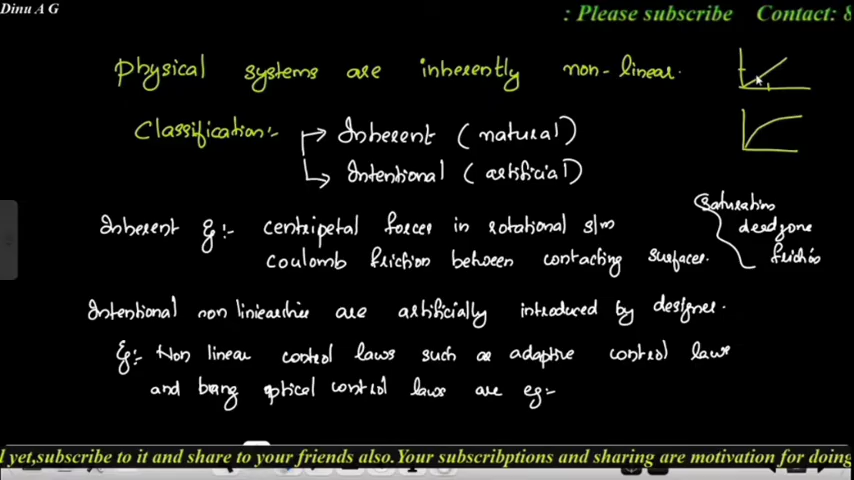 Dinu A G
: Please subscribe Contact: 8
Physical systems are inherently non-linear.
Classification:-
Inherent (natural)
Intentional (artificial)
Inherent Eg:- centripetal forces in rotational s/m
coulomb friction between contacting surfaces.
saturation
deadzone
friction
Intentional non liniearities are artificially introduced by designer.
Eg:- Non linear control laws such as adaptive control laws
and bang optical control laws are eg:-
l yet,subscribe to it and share to your friends also.Your subscribptions and sharing are motivation for doing